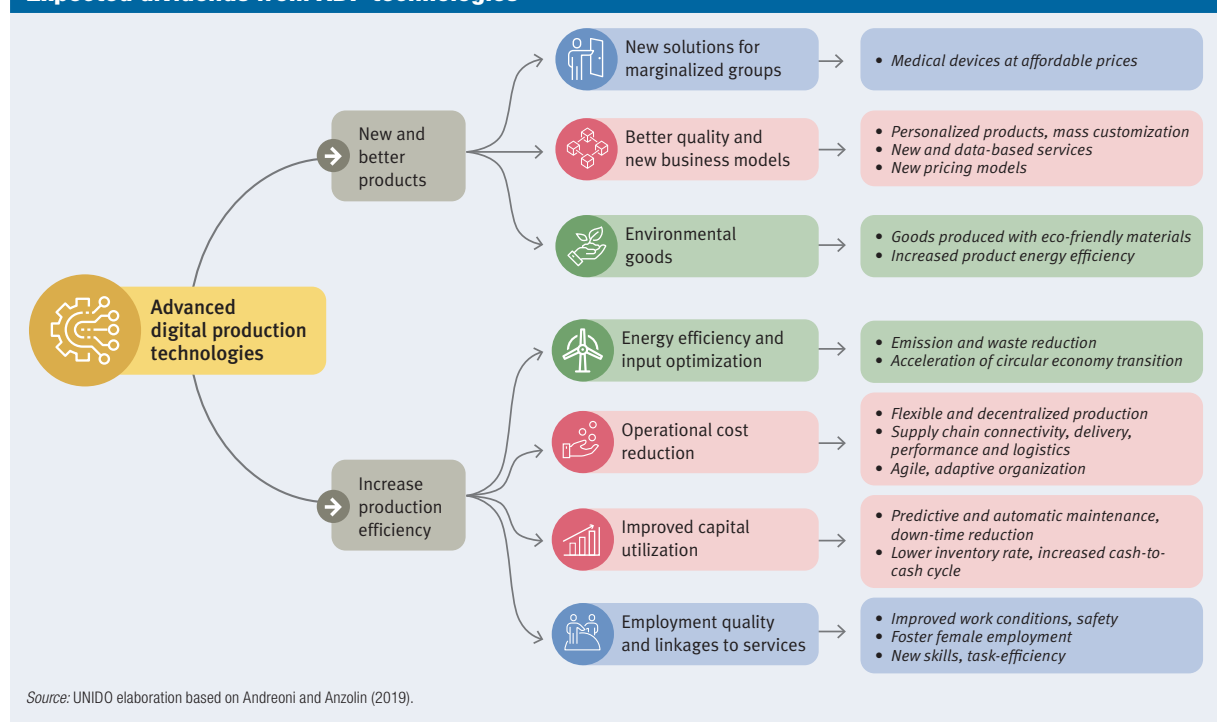 Expected dividends from ADP technologies
New solutions for
marginalized groups
• Medical devices at affordable prices
New and
better
products
Better quality and
new business models
• Personalized products, mass customization
• New and data-based services
• New pricing models
Environmental
goods
• Goods produced with eco-friendly materials
• Increased product energy efficiency
Advanced
digital production
technologies
Energy efficiency and
input optimization
• Emission and waste reduction
• Acceleration of circular economy transition
Operational cost
reduction
• Flexible and decentralized production
• Supply chain connectivity, delivery,
performance and logistics
• Agile, adaptive organization
Increase
production
efficiency
Improved capital
utilization
• Predictive and automatic maintenance,
down-time reduction
• Lower inventory rate, increased cash-to-
cash cycle
Employment quality
and linkages to services
• Improved work conditions, safety
• Foster female employment
• New skills, task-efficiency
Source: UNIDO elaboration based on Andreoni and Anzolin (2019).